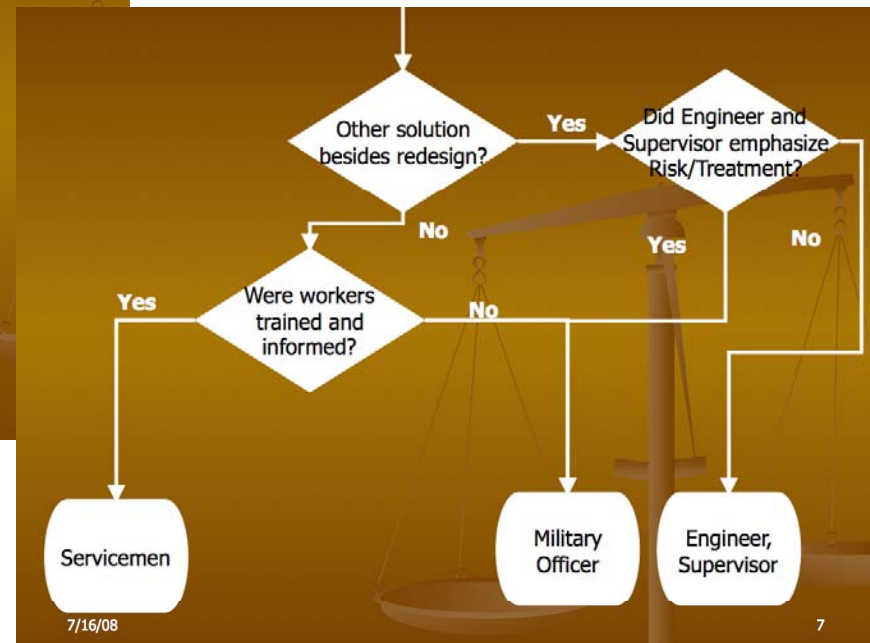 Other solution
besides redesign?
Yes
Did Engineer and
Supervisor emphasize
Risk/Treatment?
No
Yes
No
Yes
Were workers
trained and
informed?
No
Servicemen
Military
Officer
Engineer,
Supervisor
7/16/08
7